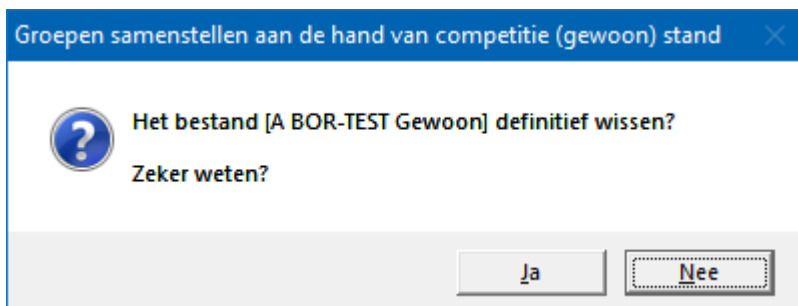 Groepen samenstellen aan de hand van competitie (gewoon) stand
Het bestand [A BOR-TEST Gewoon] definitief wissen?
Zeker weten?
Ja
Nee